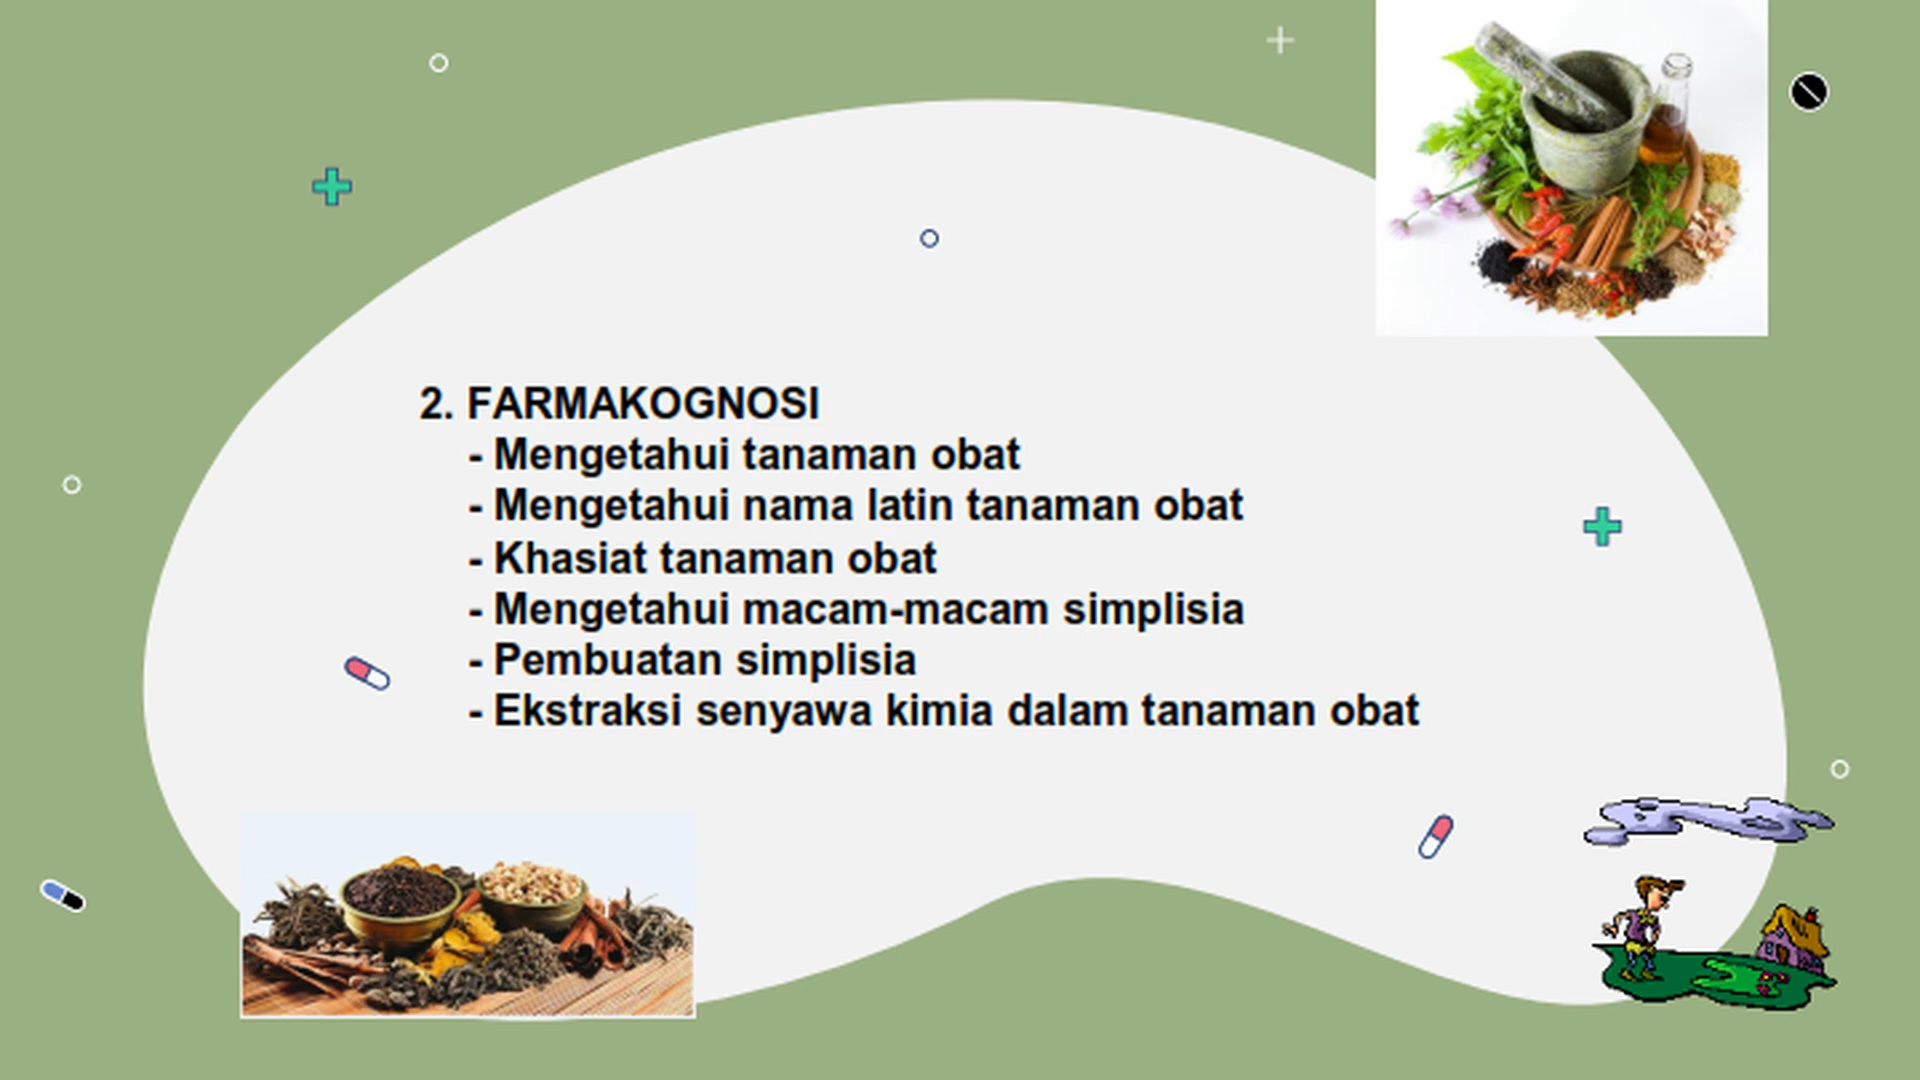 2. FARMAKOGNOSI
- Mengetahui tanaman obat
- Mengetahui nama latin tanaman obat
- Khasiat tanaman obat
- Mengetahui macam-macam simplisia
- Pembuatan simplisia
- Ekstraksi senyawa kimia dalam tanaman obat